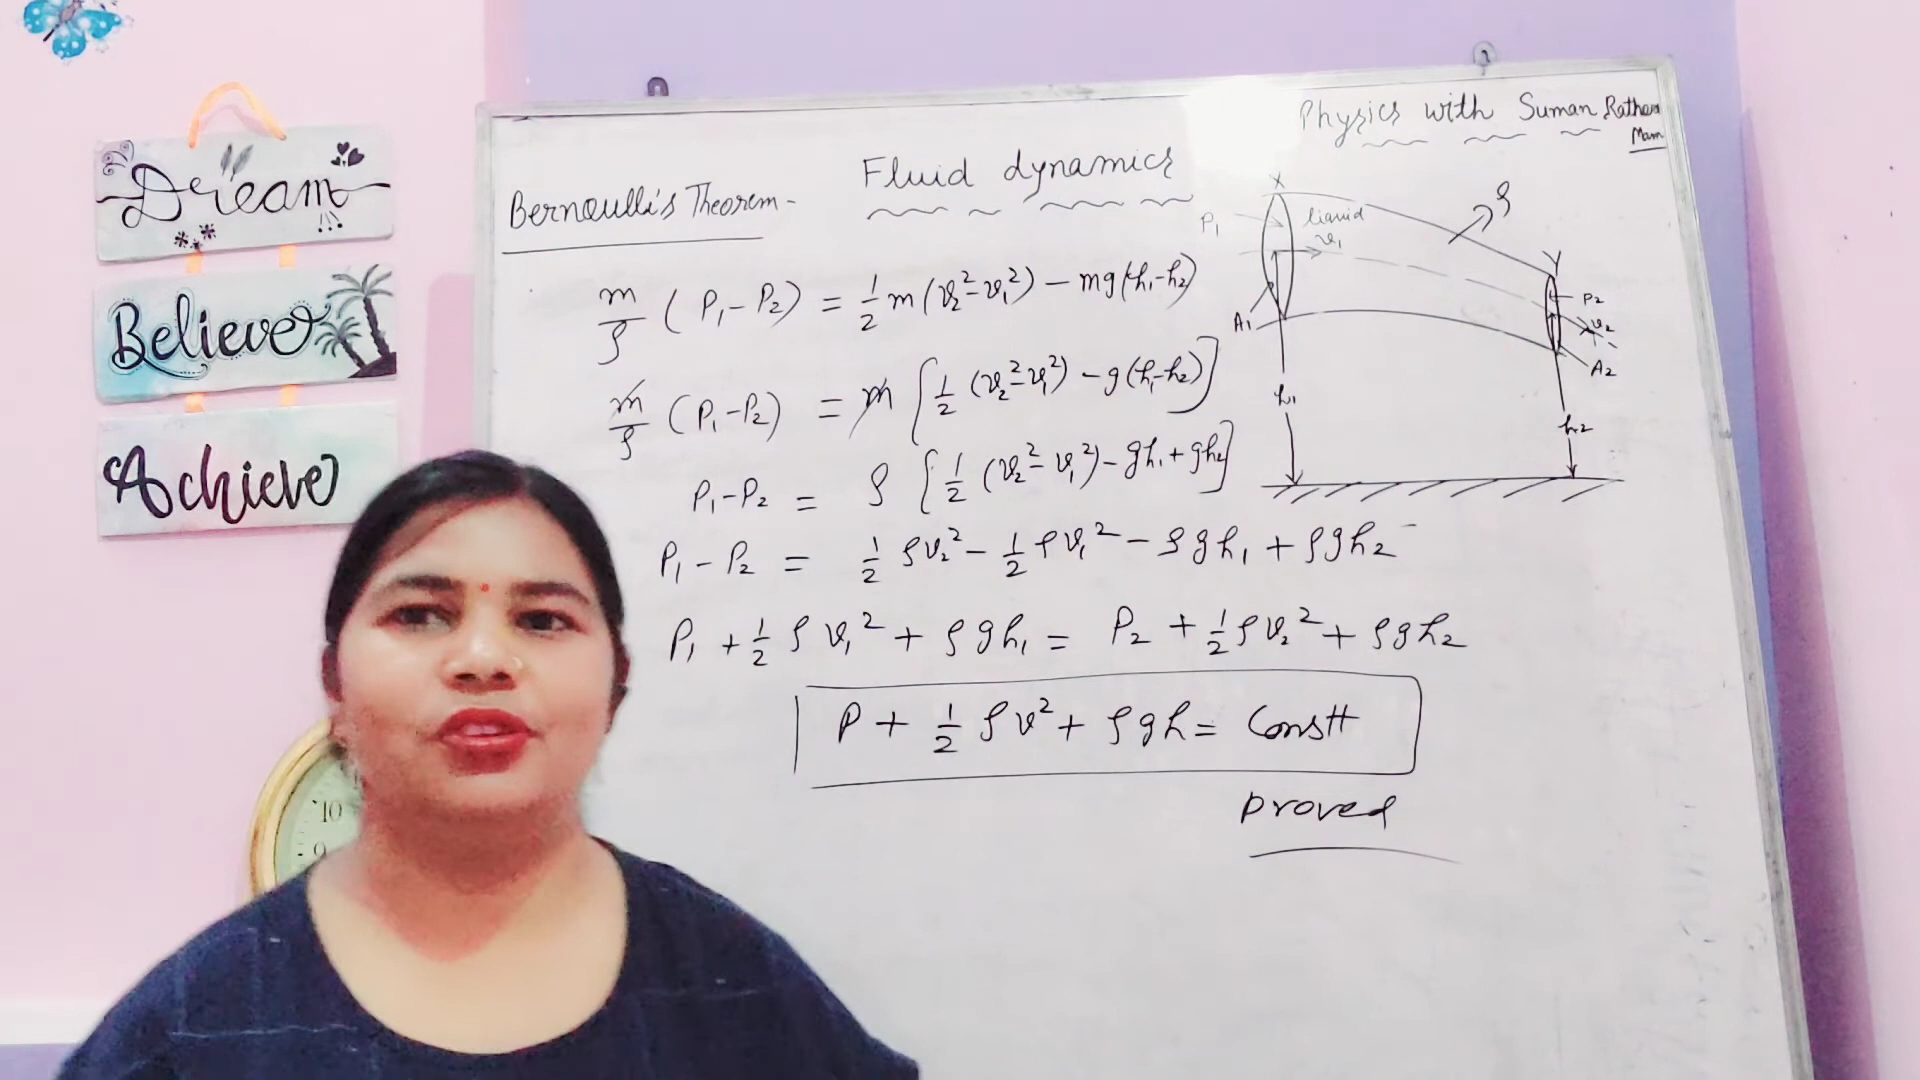 Dream
Believe
Achieve
10
9
Physics with Suman Rathore
Mam
Fluid dynamics
Bernoulli's Theorem -
m/ρ (P₁-P₂) = 1/2 m(v₂²-v₁²) - mg(h₁-h₂)
m/ρ (P₁-P₂) = m [1/2 (v₂²-v₁²) - g(h₁-h₂)]
P₁-P₂ = ρ [1/2 (v₂²-v₁²) - gh₁ + gh₂]
P₁-P₂ = 1/2 ρv₂² - 1/2 ρv₁² - ρgh₁ + ρgh₂
P₁ + 1/2 ρv₁² + ρgh₁ = P₂ + 1/2 ρv₂² + ρgh₂
P + 1/2 ρv² + ρgh = Constt
Proved
X
ρ
P₁
liquid
v₁
Y
P₂
v₂
A₁
A₂
h₁
h₂